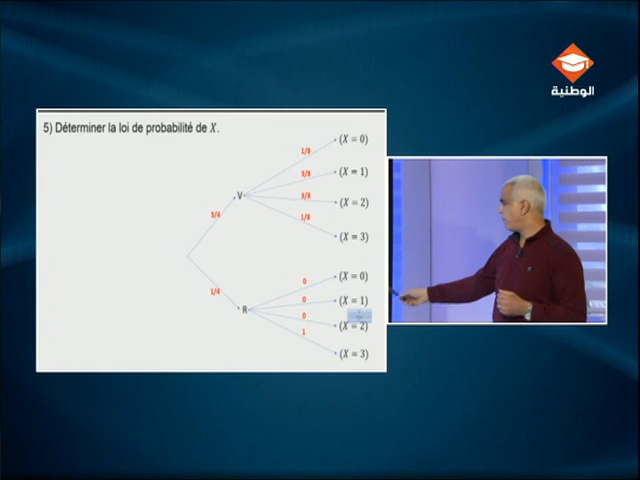 الوطنية
5) Déterminer la loi de probabilité de X.
(X = 0)
1/8
3/8
(X = 1)
V
3/8
(X = 2)
3/4
1/8
(X = 3)
1/4
(X = 0)
0
R
0
(X = 1)
0
(X = 2)
1
(X = 3)